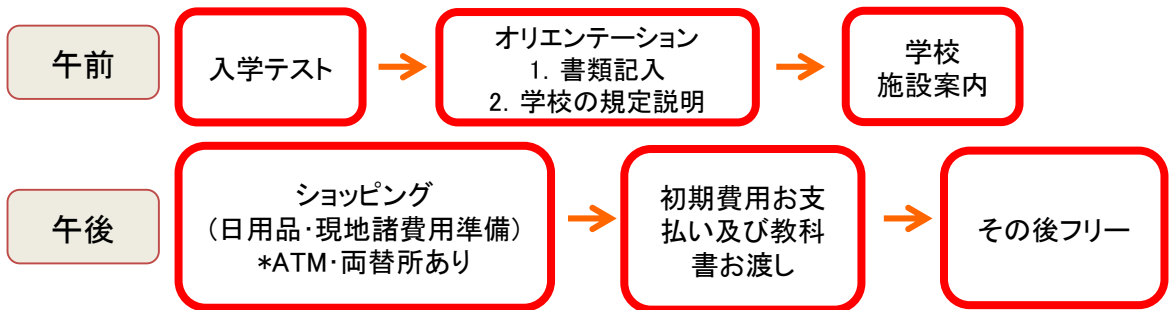 午前
入学テスト
オリエンテーション
1. 書類記入
2. 学校の規定説明
学校
施設案内
午後
ショッピング
(日用品・現地諸費用準備)
*ATM・両替所あり
初期費用お支
払い及び教科
書お渡し
その後フリー